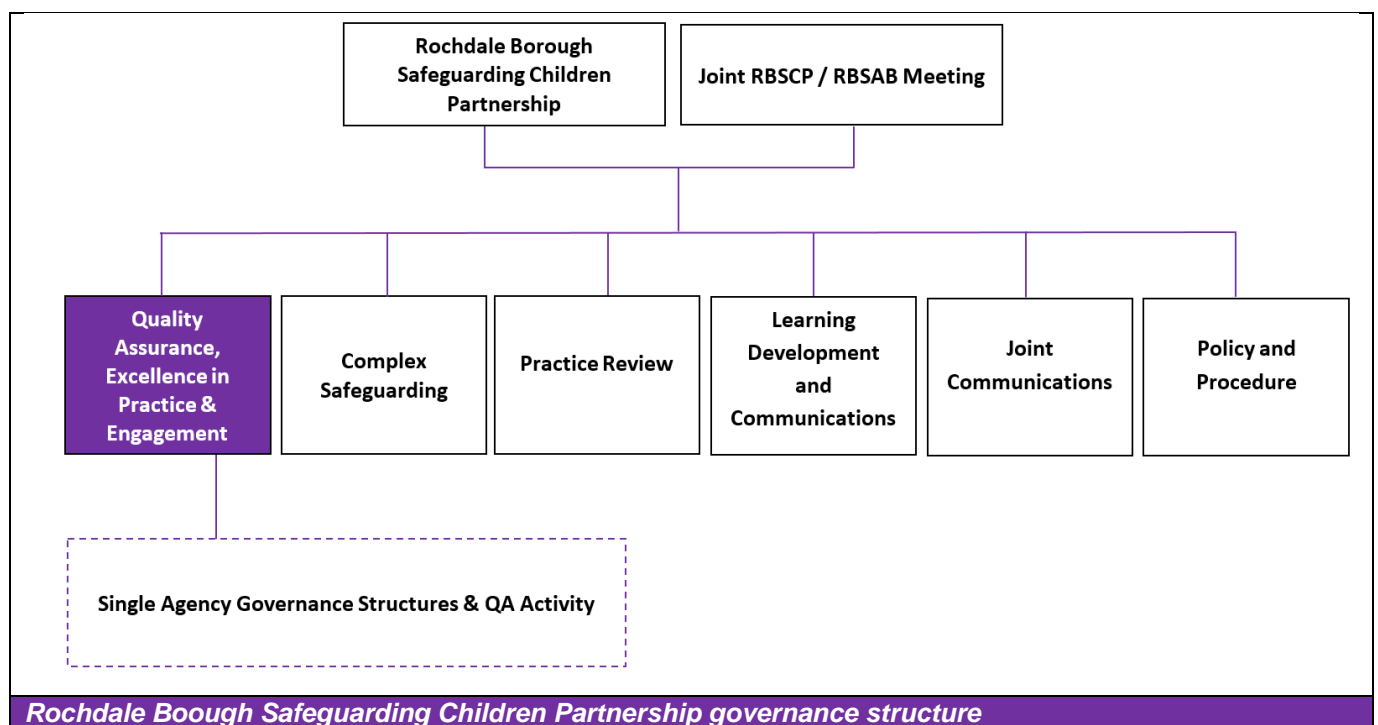 Rochdale Borough
Safeguarding Children
Partnership
Joint RBSCP / RBSAB Meeting
Quality
Assurance,
Excellence in
Practice &
Engagement
Complex
Safeguarding
Practice Review
Learning
Development
and
Communications
Joint
Communications
Policy and
Procedure
Single Agency Governance Structures & QA Activity
Rochdale Boough Safeguarding Children Partnership governance structure